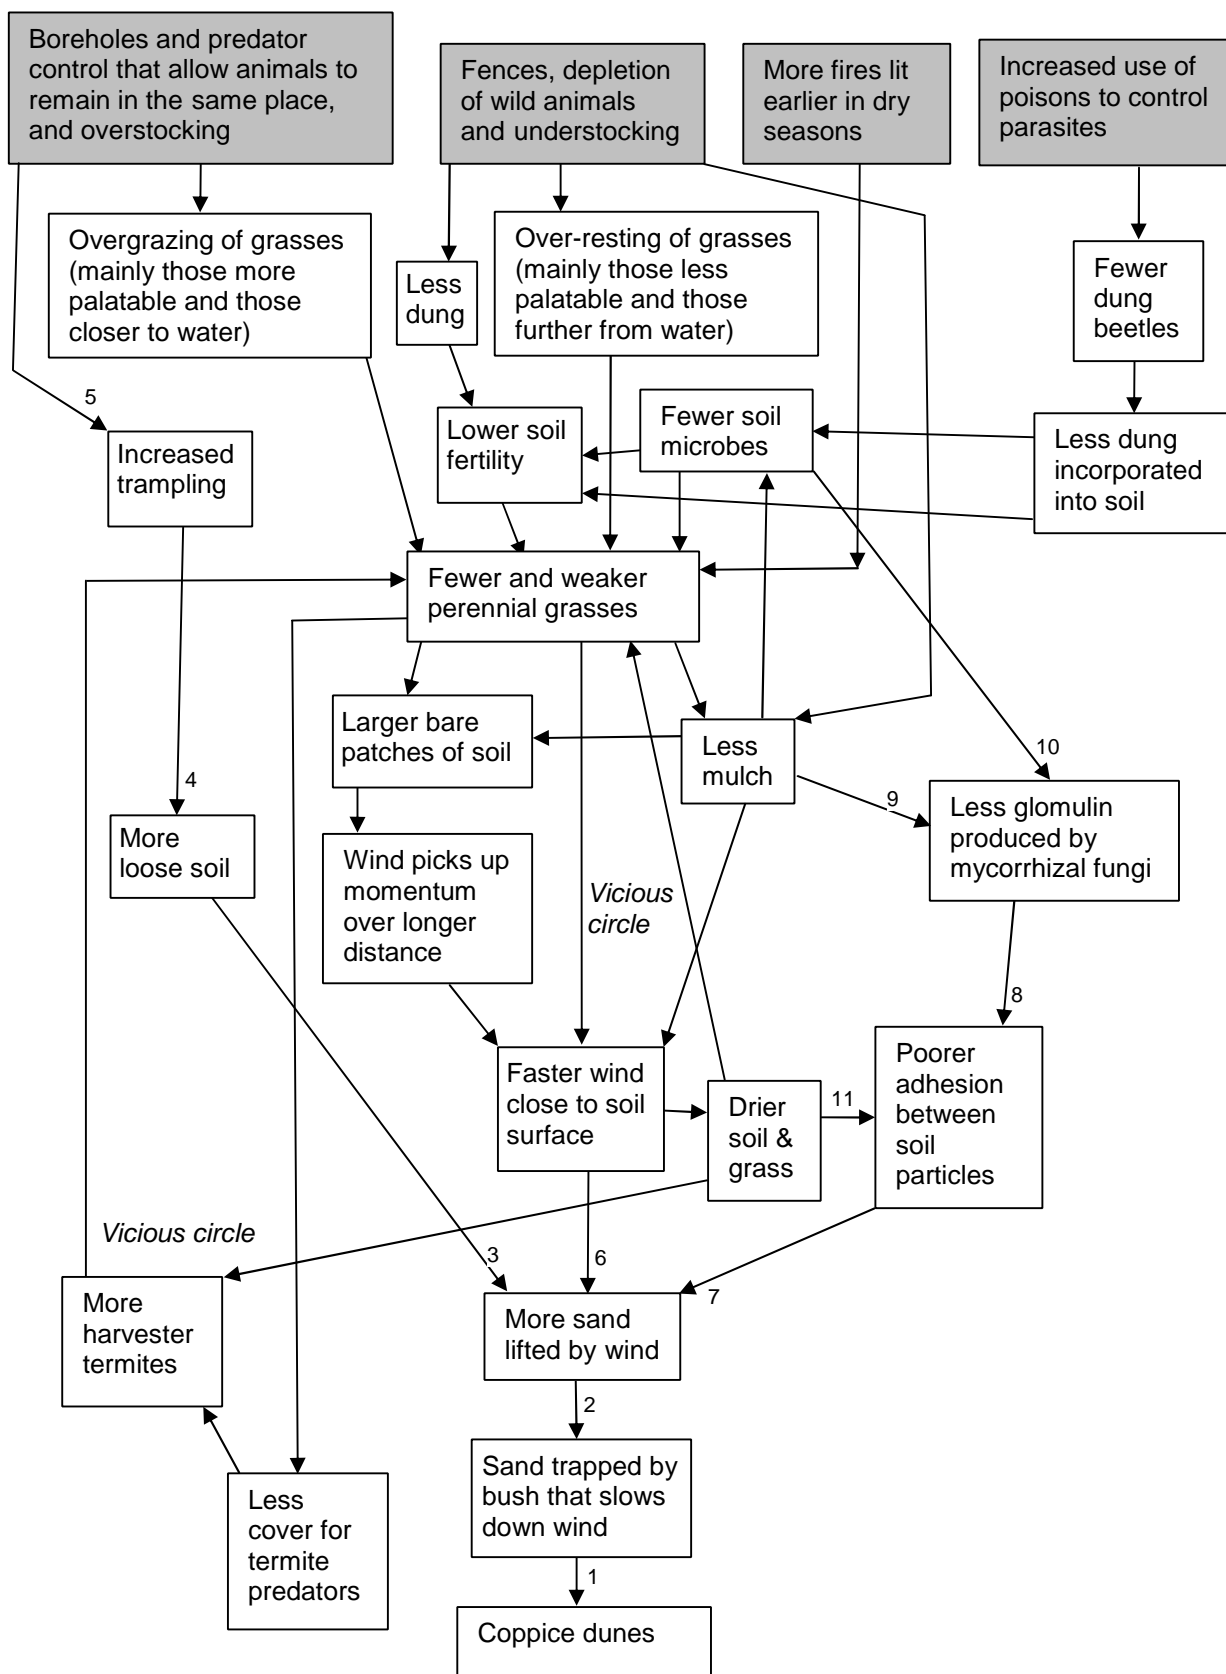 Boreholes and predator
control that allow animals to
remain in the same place,
and overstocking
Fences, depletion
of wild animals
and understocking
More fires lit
earlier in dry
seasons
Increased use of
poisons to control
parasites
Overgrazing of grasses
(mainly those more
palatable and those
closer to water)
Less
dung
Over-resting of grasses
(mainly those less
palatable and those
further from water)
Fewer
dung
beetles
5
Increased
trampling
Lower soil
fertility
Fewer soil
microbes
Less dung
incorporated
into soil
Fewer and weaker
perennial grasses
Larger bare
patches of soil
Less
mulch
10
4
9
More
loose soil
Less glomulin
produced by
mycorrhizal fungi
Wind picks up
momentum
over longer
distance
Vicious
circle
8
Faster wind
close to soil
surface
Drier
soil &
grass
11
Poorer
adhesion
between
soil
particles
Vicious circle
3
6
7
More
harvester
termites
More sand
lifted by wind
2
Sand trapped by
bush that slows
down wind
Less
cover for
termite
predators
1
Coppice dunes